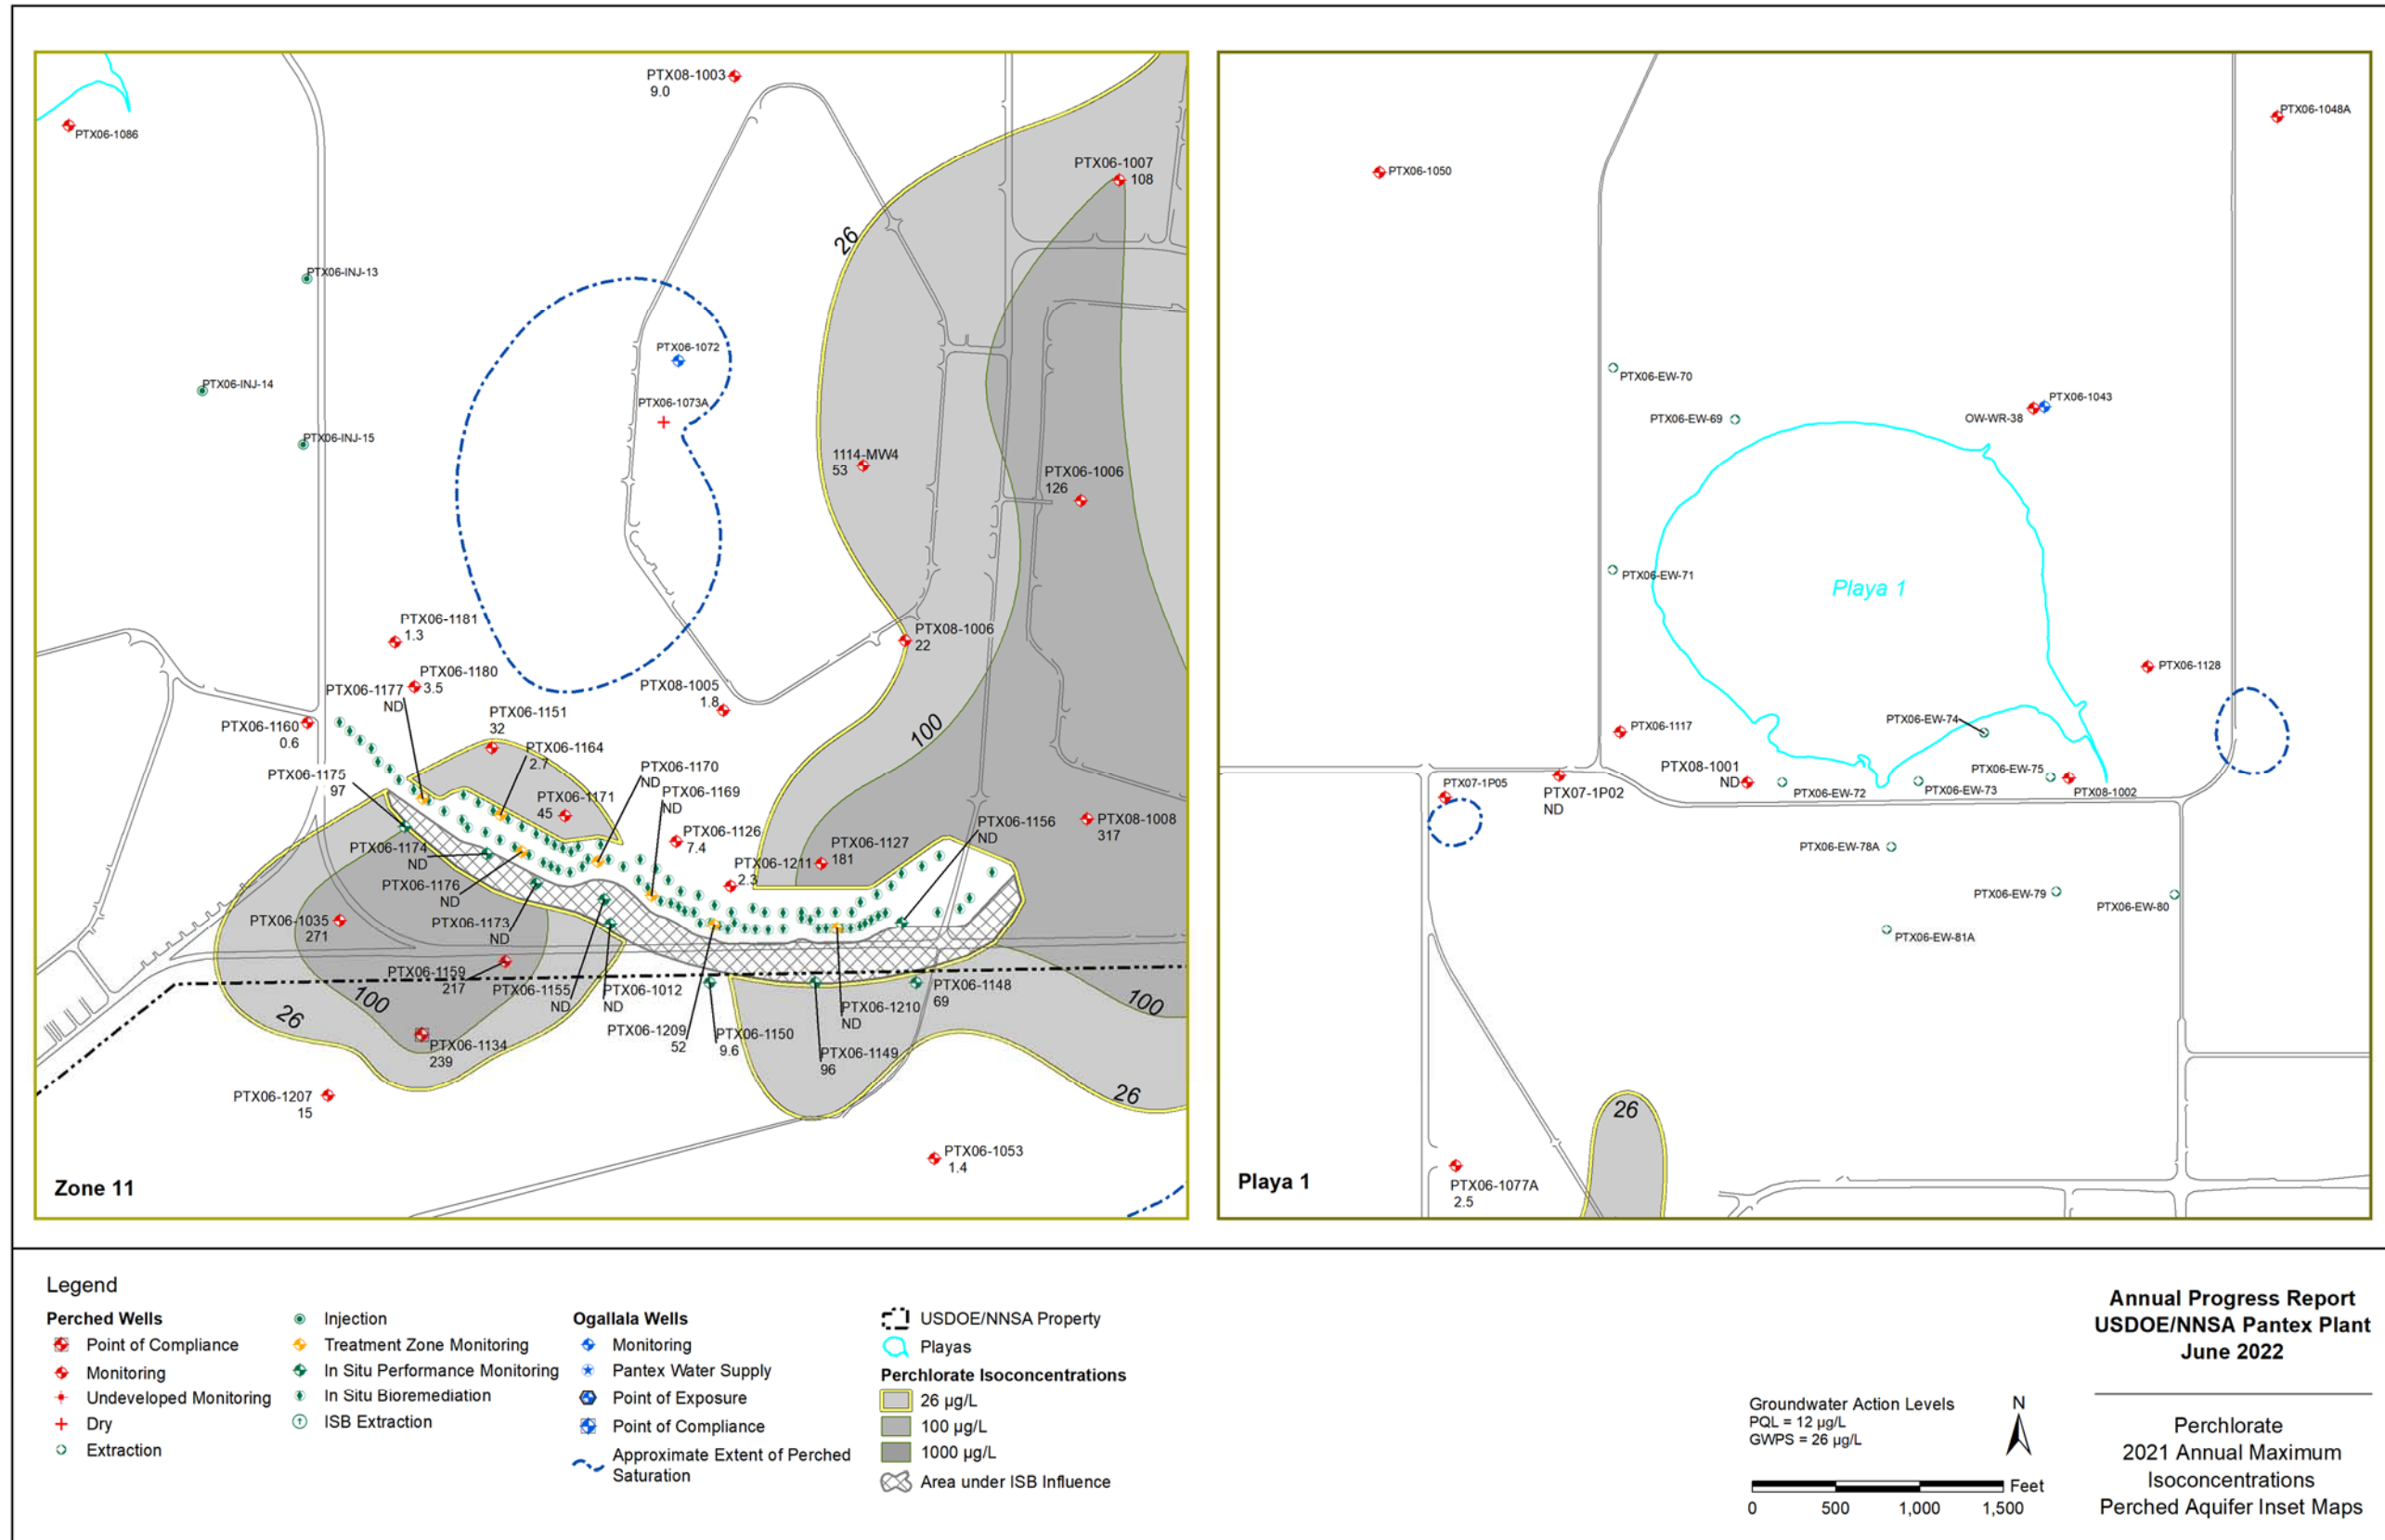 PTX08-1003
9.0
PTX06-1086
PTX06-1007
108
26
PTX06-INJ-13
PTX06-1072
PTX06-INJ-14
PTX06-1073A
PTX06-INJ-15
1114-MW4
53
PTX06-1006
126
PTX06-1181
1.3
PTX08-1006
22
PTX06-1180
3.5
PTX06-1177
ND
PTX08-1005
1.8
PTX06-1160
0.6
PTX06-1151
32
100
PTX06-1164
2.7
PTX06-1170
ND
PTX06-1175
97
PTX06-1169
ND
PTX06-1171
45
PTX06-1126
7.4
PTX06-1156
ND
PTX08-1008
317
PTX06-1174
ND
PTX06-1127
181
PTX06-1211
2.3
PTX06-1176
ND
PTX06-1035
271
PTX06-1173
ND
PTX06-1159
217
PTX06-1155
ND
PTX06-1012
ND
PTX06-1148
69
100
100
26
PTX06-1210
ND
PTX06-1209
52
PTX06-1150
9.6
PTX06-1134
239
PTX06-1149
96
26
PTX06-1207
15
PTX06-1053
1.4
Zone 11
PTX06-1048A
PTX06-1050
PTX06-EW-70
PTX06-EW-69
PTX06-1043
OW-WR-38
PTX06-EW-71
Playa 1
PTX06-1128
PTX06-EW-74
PTX06-1117
PTX08-1001
ND
PTX06-EW-75
PTX07-1P05
PTX07-1P02
ND
PTX06-EW-72
PTX06-EW-73
PTX08-1002
PTX06-EW-78A
PTX06-EW-79
PTX06-EW-80
PTX06-EW-81A
26
PTX06-1077A
2.5
Playa 1
Legend
Perched Wells
Point of Compliance
Monitoring
Undeveloped Monitoring
Dry
Extraction
Injection
Treatment Zone Monitoring
In Situ Performance Monitoring
In Situ Bioremediation
ISB Extraction
Ogallala Wells
Monitoring
Pantex Water Supply
Point of Exposure
Point of Compliance
Approximate Extent of Perched
Saturation
USDOE/NNSA Property
Playas
Perchlorate Isoconcentrations
26 µg/L
100 µg/L
1000 µg/L
Area under ISB Influence
Groundwater Action Levels
PQL = 12 µg/L
GWPS = 26 µg/L
N
Feet
0 500 1,000 1,500
Annual Progress Report
USDOE/NNSA Pantex Plant
June 2022
Perchlorate
2021 Annual Maximum
Isoconcentrations
Perched Aquifer Inset Maps